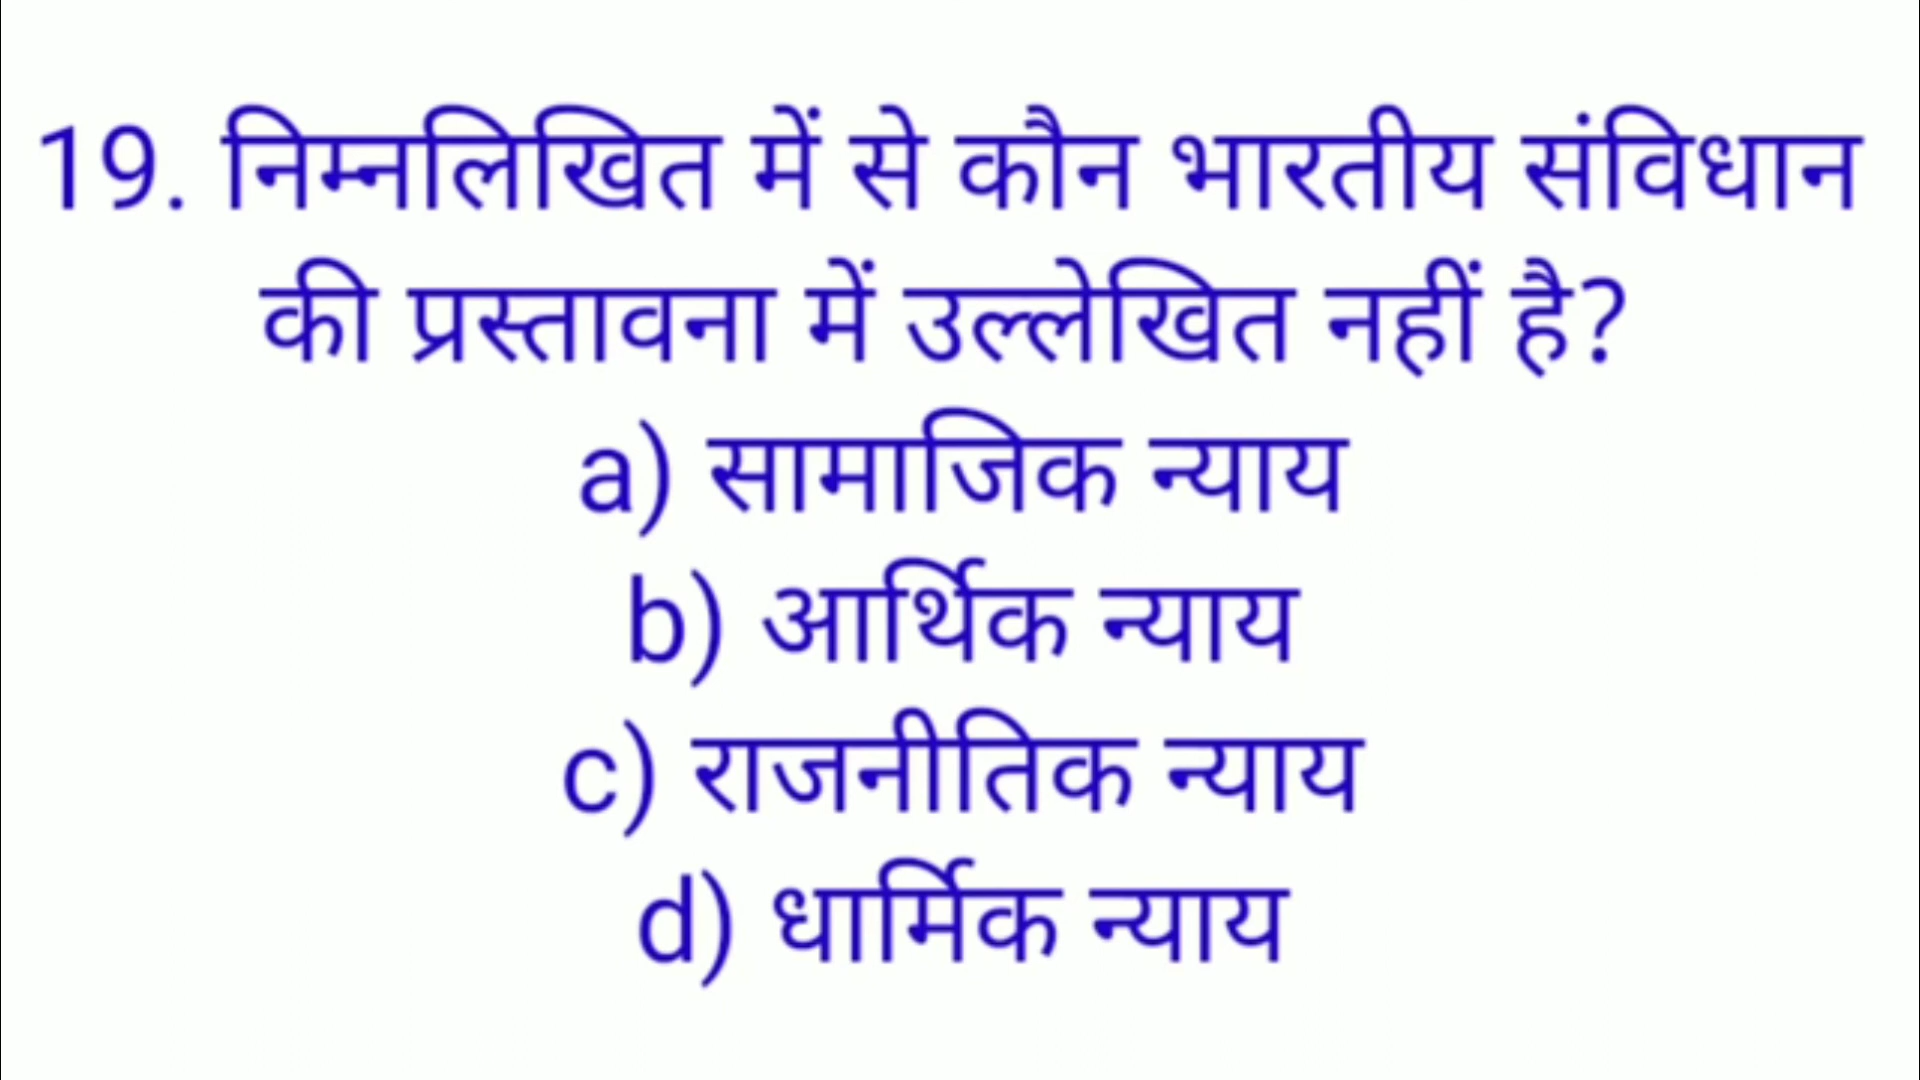 19. निम्नलिखित में से कौन भारतीय संविधान
की प्रस्तावना में उल्लेखित नहीं है?
a) सामाजिक न्याय
b) आर्थिक न्याय
c) राजनीतिक न्याय
d) धार्मिक न्याय